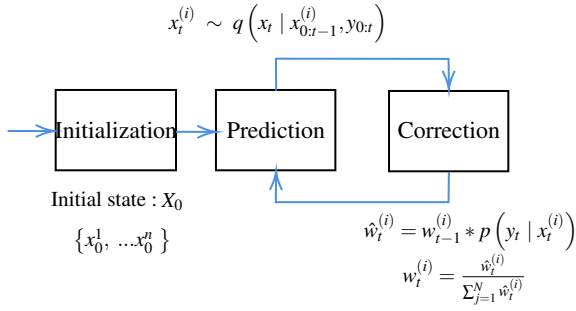 x_t^{(i)} ∼ q(x_t | x_{0:t−1}^{(i)}, y_{0:t})
Initialization
Prediction
Correction
Initial state : X_0
{x_0^1, ...x_0^n }
ŵ_t^{(i)} = w_{t−1}^{(i)} ∗ p(y_t | x_t^{(i)})
w_t^{(i)} = ŵ_t^{(i)} / Σ_{j=1}^N ŵ_t^{(i)}